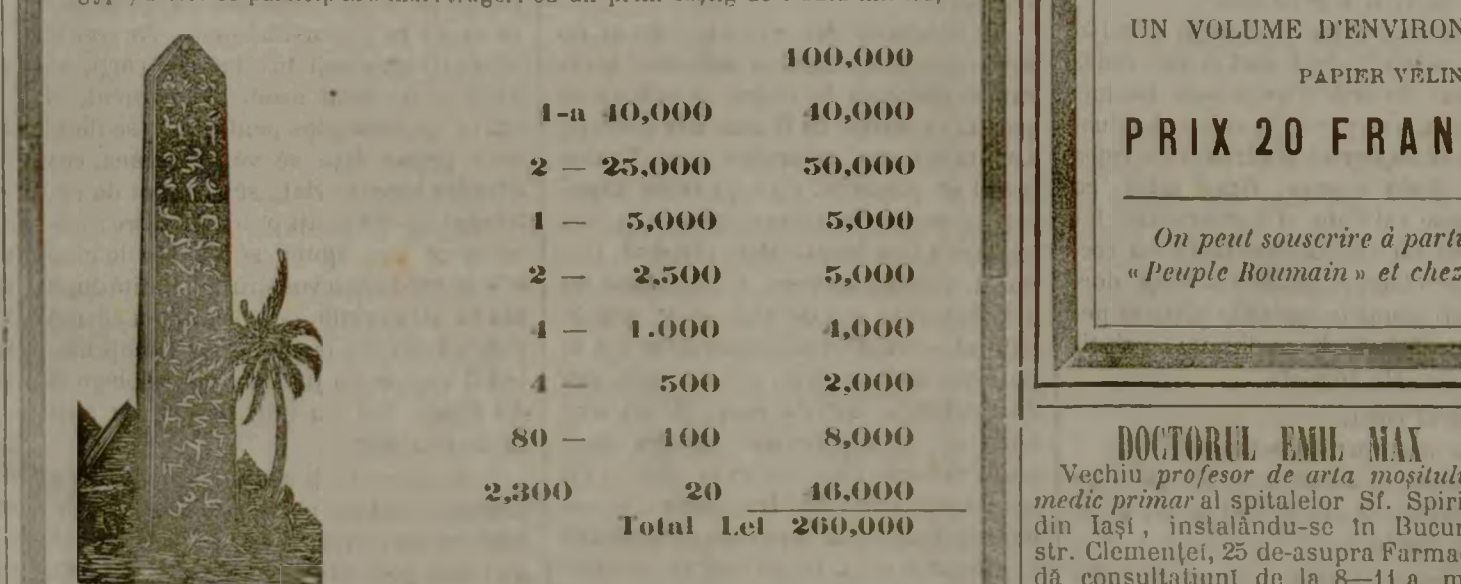 100,000
1-a 40,000 40,000
2 — 25,000 50,000
1 — 5,000 5,000
2 — 2,500 5,000
4 — 1.000 4,000
4 — 500 2,000
80 — 100 8,000
2,300 20 46,000
Total Lei 260,000
UN VOLUME D'ENVIRON
PAPIER VÉLIN
PRIX 20 FRAN
On peut souscrire à parti
« Peuple Roumain » et chez
DOCTORUL EMIL MAX
Vechiu profesor de arta moșitulu
medic primar al spitalelor Sf. Spiri
din Iași, instalându-se în Bucur
str. Clemenței, 25 de-asupra Farma
dă consultațiuni de la 8—11 a. m